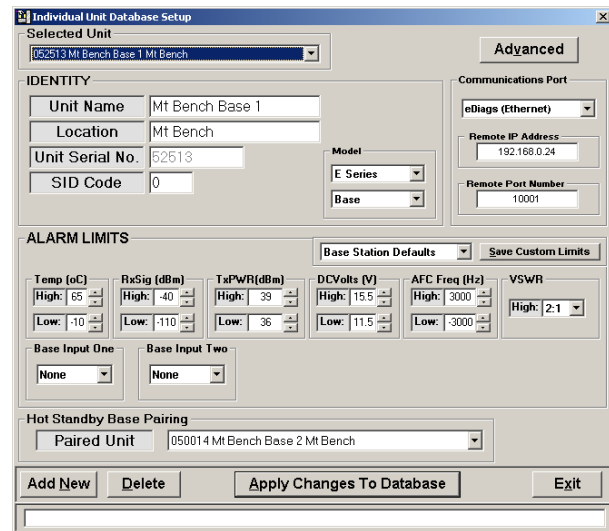 Individual Unit Database Setup
Selected Unit
052513 Mt Bench Base 1 Mt Bench
Advanced
IDENTITY
Unit Name Mt Bench Base 1
Location Mt Bench
Unit Serial No. 52513
SID Code 0
Model
E Series
Base
Communications Port
eDiags (Ethernet)
Remote IP Address
192.168.0.24
Remote Port Number
10001
ALARM LIMITS
Base Station Defaults
Save Custom Limits
Temp (oC) RxSig (dBm) TxPWR(dBm) DCVolts (V) AFC Freq (Hz) VSWR
High: 65 High: -40 High: 39 High: 15.5 High: 3000 High: 2:1
Low: -10 Low: -110 Low: 36 Low: 11.5 Low: -3000
Base Input One Base Input Two
None None
Hot Standby Base Pairing
Paired Unit 050014 Mt Bench Base 2 Mt Bench
Add New Delete Apply Changes To Database Exit